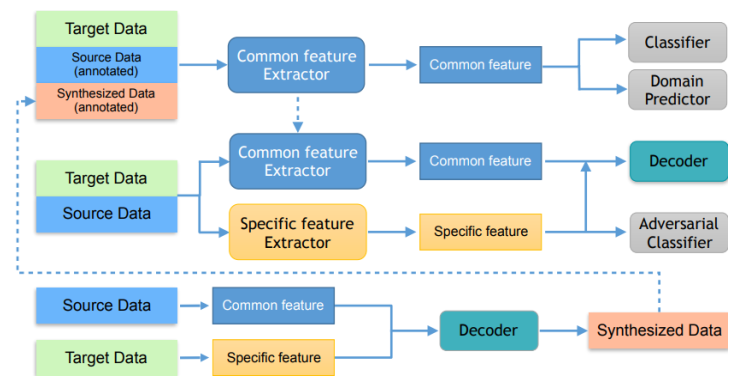 Target Data
Source Data
(annotated)
Synthesized Data
(annotated)
Common feature
Extractor
Common feature
Classifier
Domain
Predictor
Target Data
Source Data
Common feature
Extractor
Common feature
Decoder
Specific feature
Extractor
Specific feature
Adversarial
Classifier
Source Data
Common feature
Decoder
Synthesized Data
Target Data
Specific feature